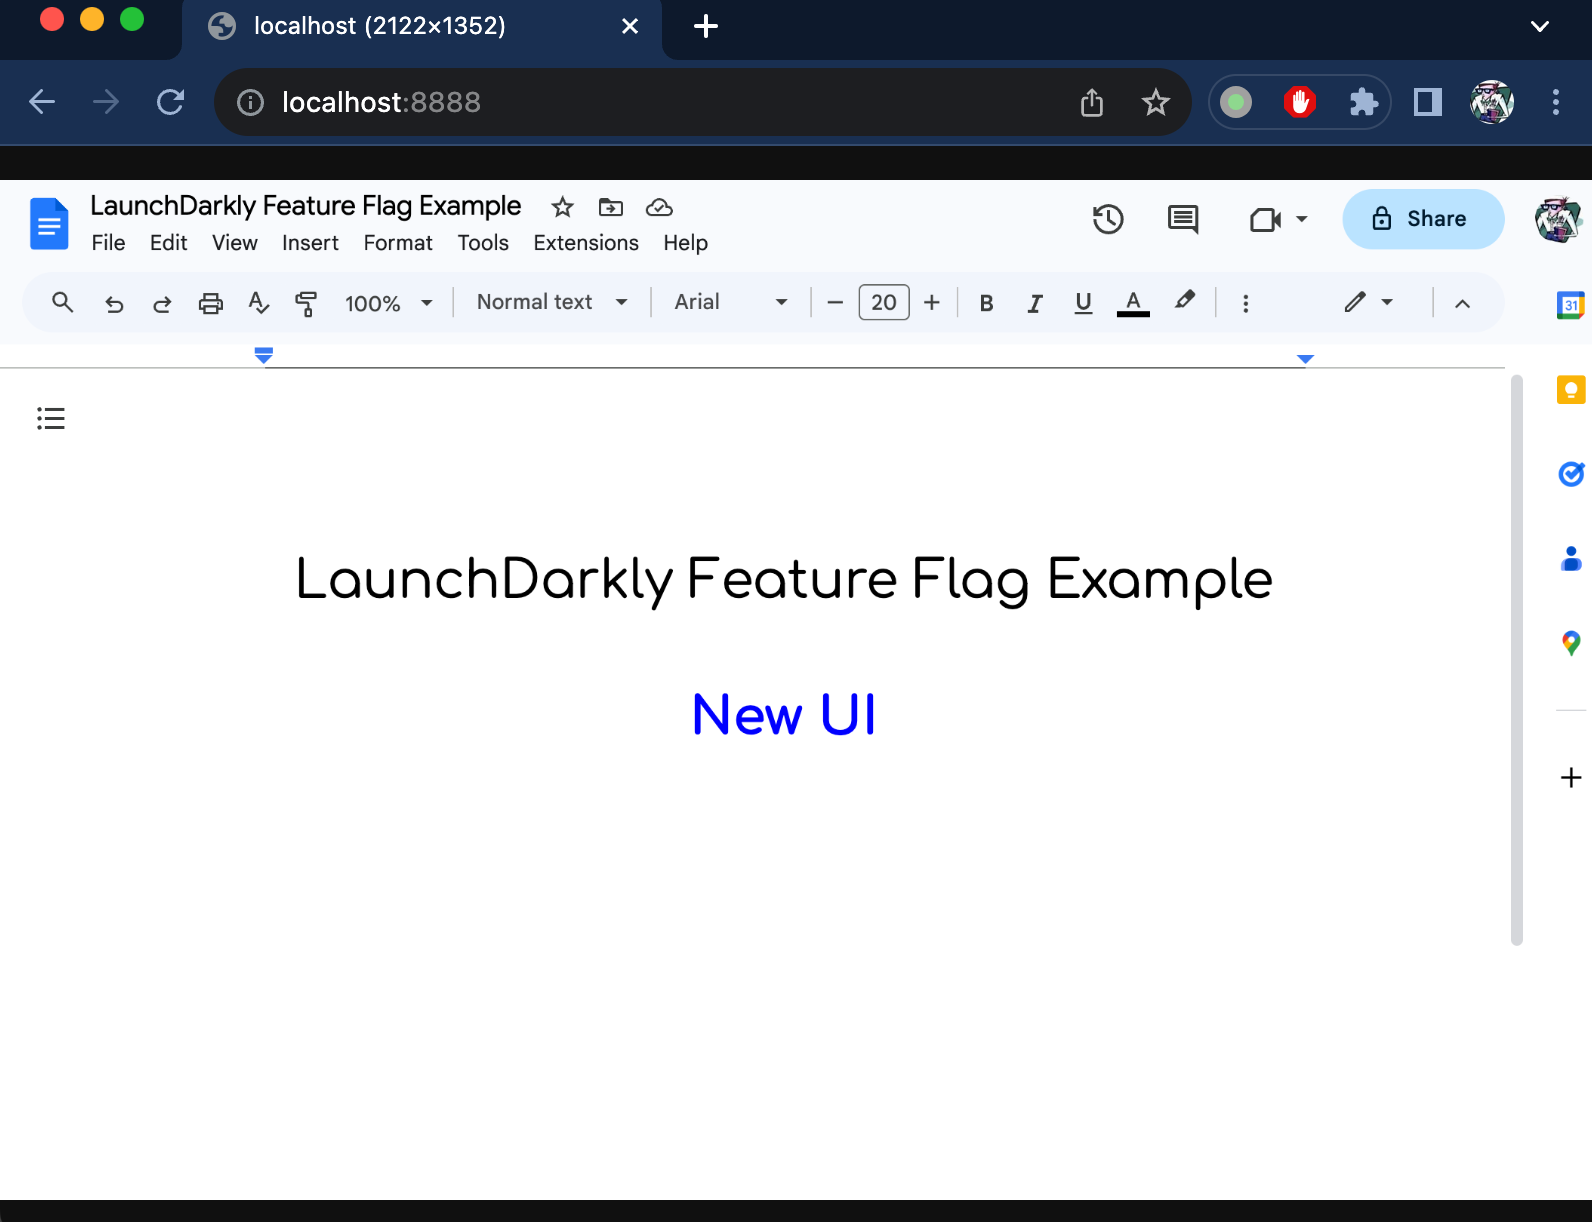 localhost (2122×1352)
localhost:8888
LaunchDarkly Feature Flag Example
File Edit View Insert Format Tools Extensions Help
Share
100% Normal text Arial 20 B I U A
31
LaunchDarkly Feature Flag Example
New UI